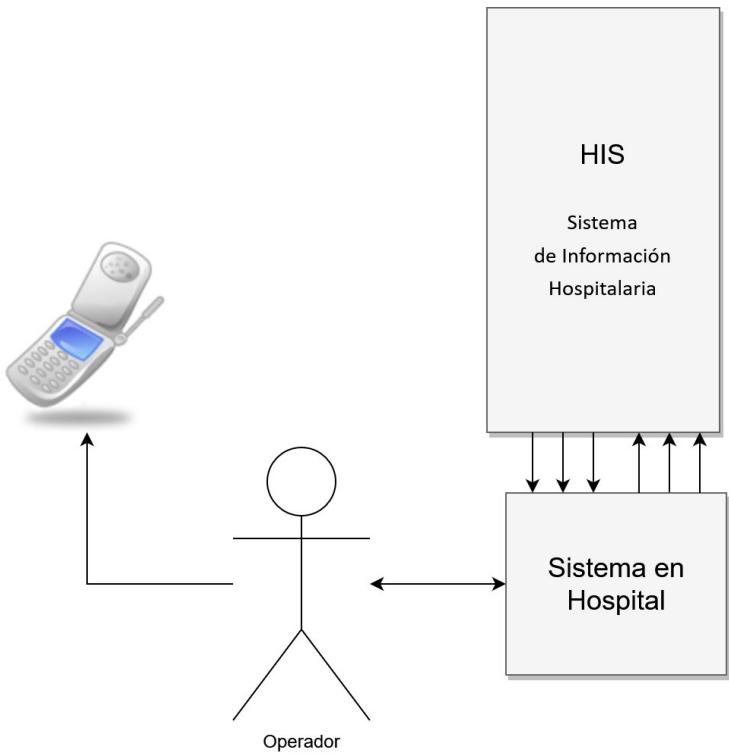 HIS
Sistema
de Información
Hospitalaria
Sistema en
Hospital
Operador